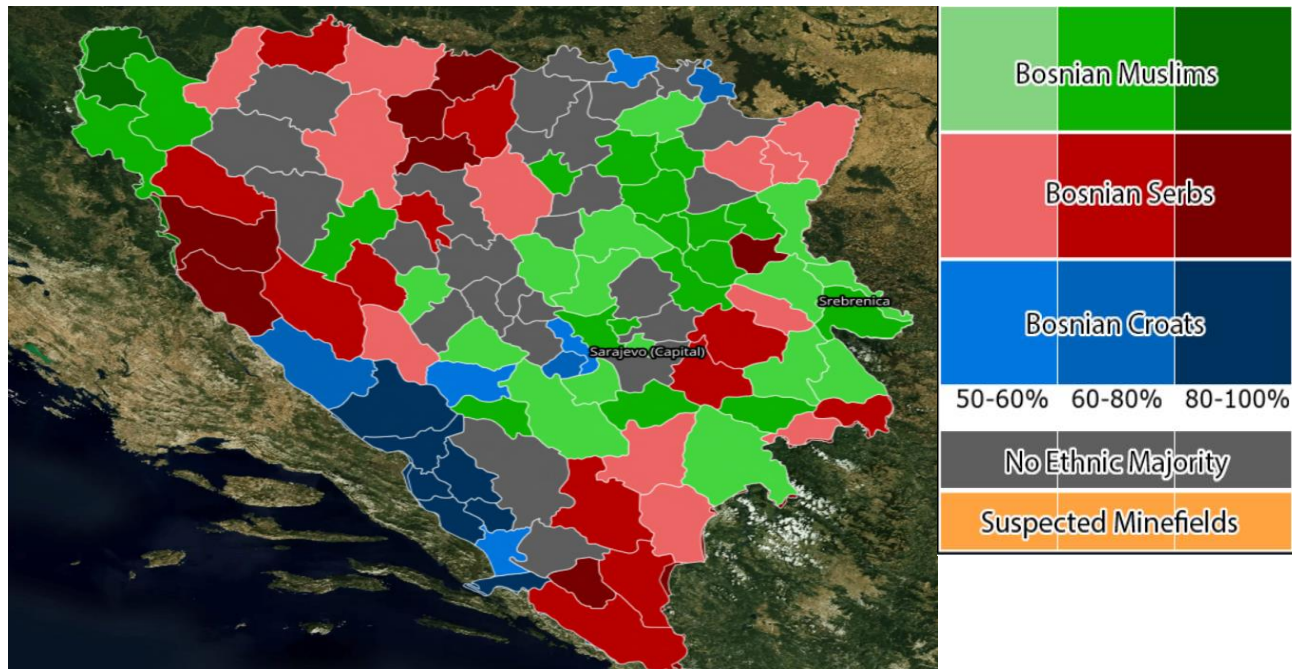 Bosnian Muslims
Bosnian Serbs
Srebrenica
Bosnian Croats
Sarajevo (Capital)
50-60% 60-80% 80-100%
No Ethnic Majority
Suspected Minefields